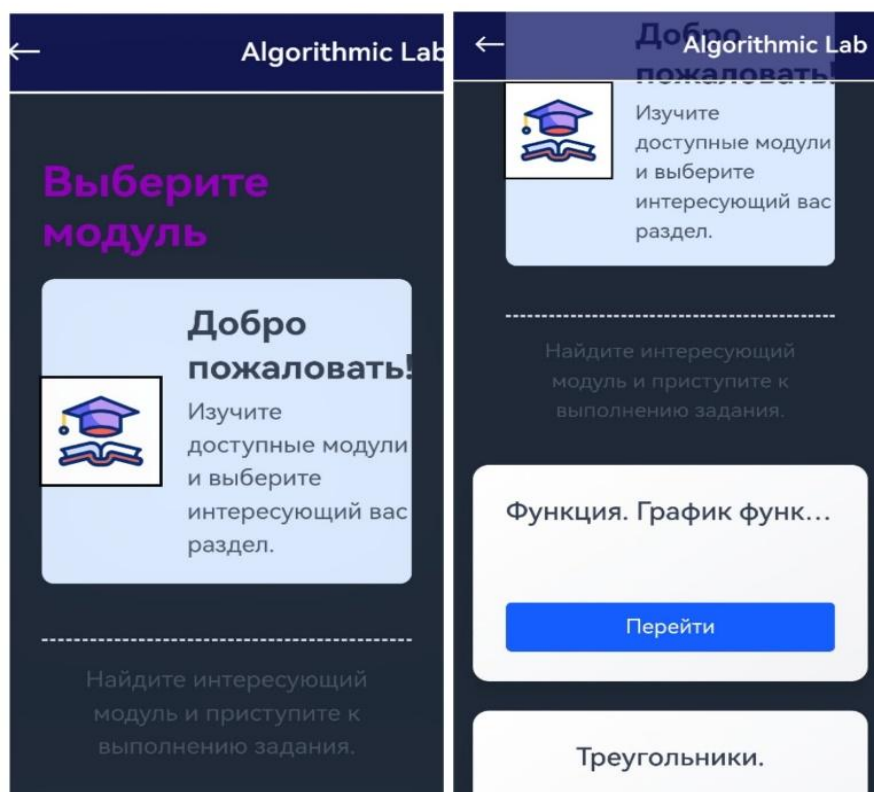 ← Algorithmic Lab
Выберите
модуль
Добро
пожаловать!
Изучите
доступные модули
и выберите
интересующий вас
раздел.
Найдите интересующий
модуль и приступите к
выполнению задания.
← Algorithmic Lab
Добро
пожаловать!
Изучите
доступные модули
и выберите
интересующий вас
раздел.
Найдите интересующий
модуль и приступите к
выполнению задания.
Функция. График функ...
Перейти
Треугольники.